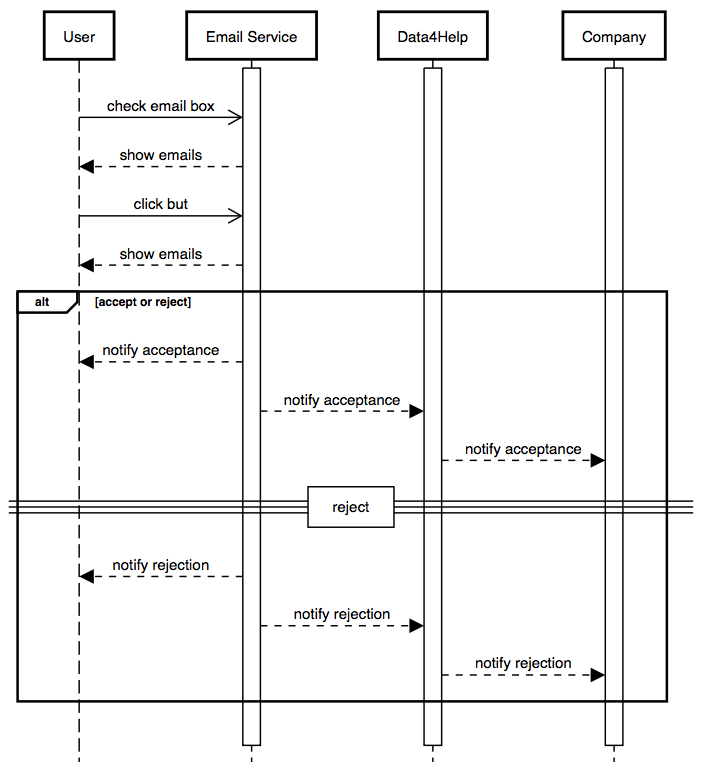 User
Email Service
Data4Help
Company
check email box
show emails
click but
show emails
alt
[accept or reject]
notify acceptance
notify acceptance
notify acceptance
reject
notify rejection
notify rejection
notify rejection